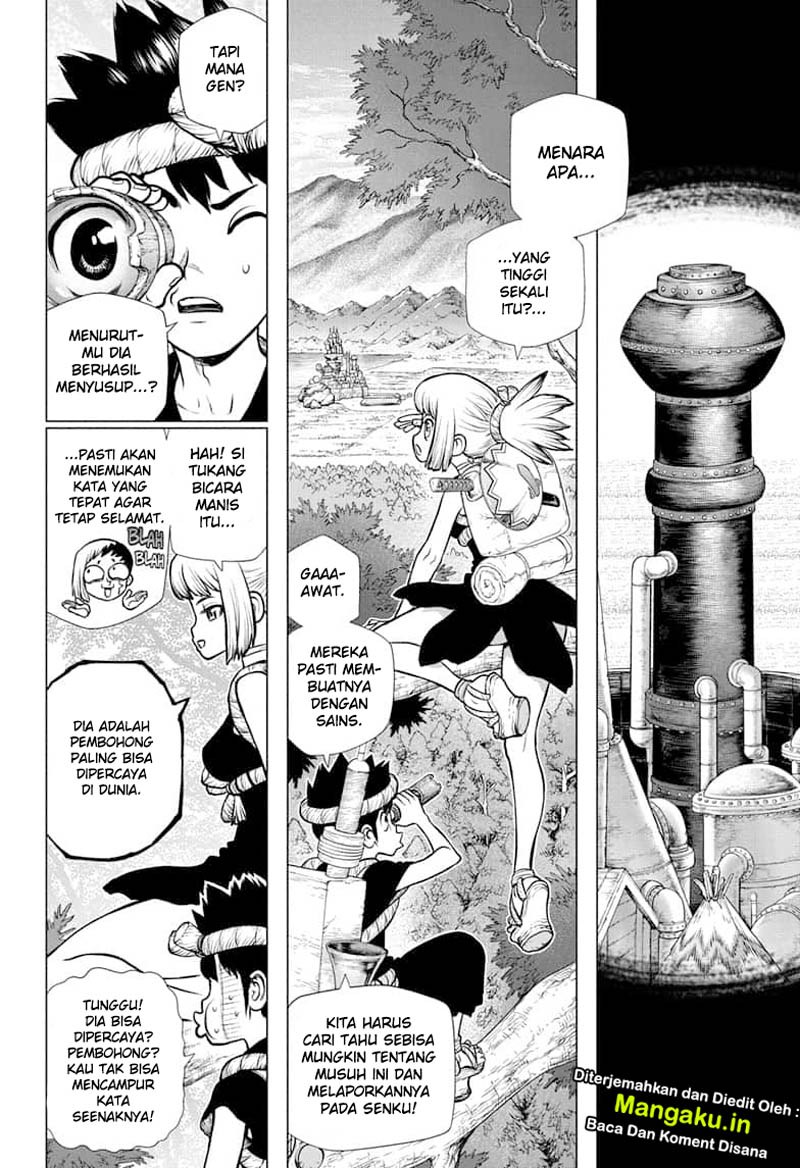 MENARA
APA...
...YANG
TINGGI
SEKALI
ITU?...
GAAA-
AWAT.
MEREKA
PASTI MEM-
BUATNYA
DENGAN
SAINS.
KITA HARUS
CARI TAHU SEBISA
MUNGKIN TENTANG
MUSUH INI DAN
MELAPORKANNYA
PADA SENKU!
TAPI
MANA
GEN?
MENURUT-
MU DIA
BERHASIL
MENYUSUP...?
HAH! SI
TUKANG
BICARA
MANIS
ITU...
...PASTI AKAN
MENEMUKAN
KATA YANG
TEPAT AGAR
TETAP SELAMAT.
BLAH
BLAH
DIA ADALAH
PEMBOHONG
PALING BISA
DIPERCAYA
DI DUNIA.
TUNGGU!
DIA BISA
DIPERCAYA?
PEMBOHONG?
KAU TAK BISA
MENCAMPUR
KATA
SEENAKNYA!
Diterjemahkan dan Diedit Oleh :
Mangaku.in
Baca Dan Koment Disana